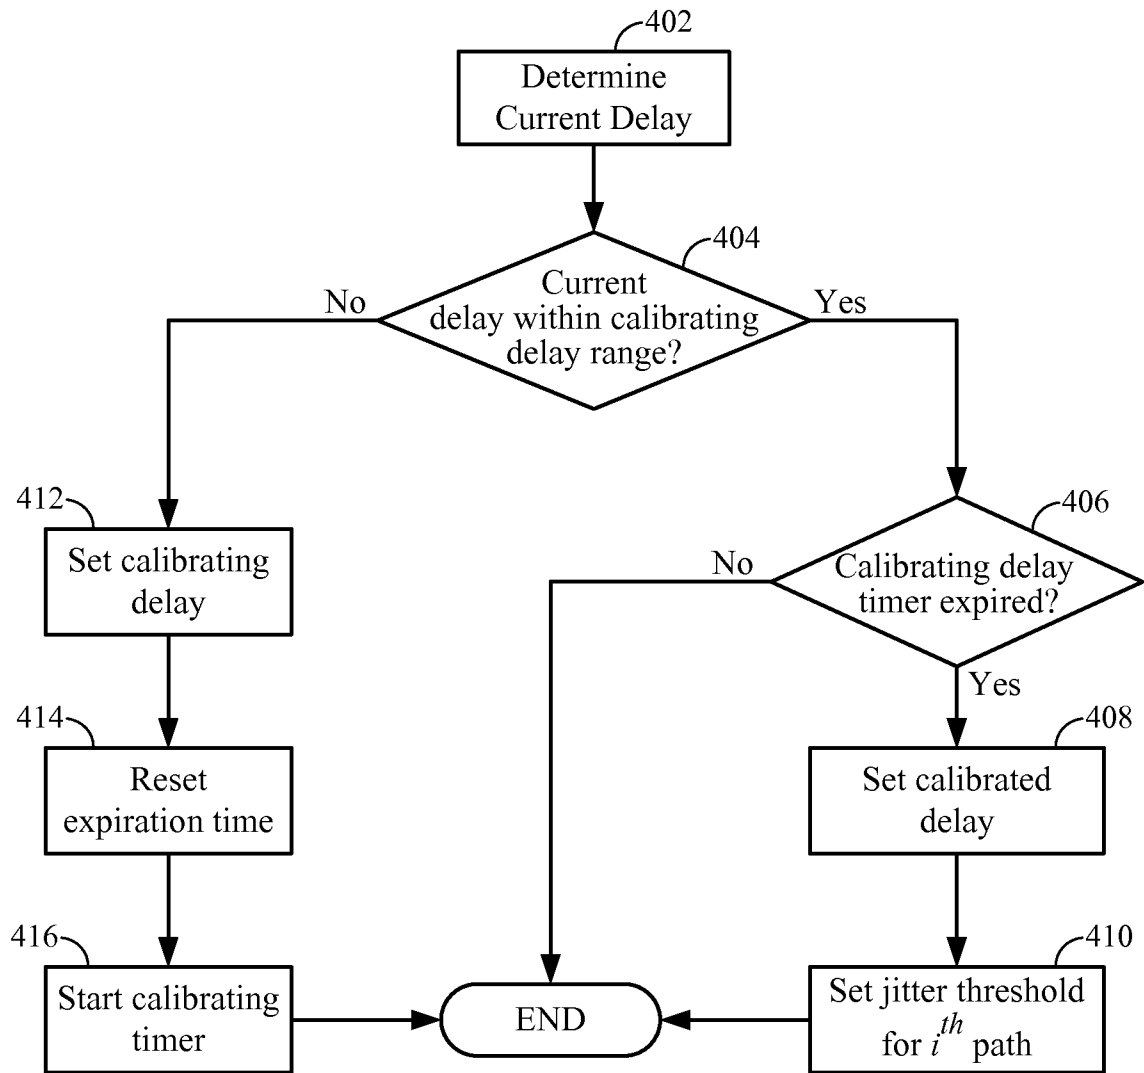 402
Determine
Current Delay
404
Current
delay within calibrating
delay range?
No
Yes
412
Set calibrating
delay
406
Calibrating delay
timer expired?
No
Yes
414
Reset
expiration time
408
Set calibrated
delay
416
Start calibrating
timer
END
410
Set jitter threshold
for i^th path